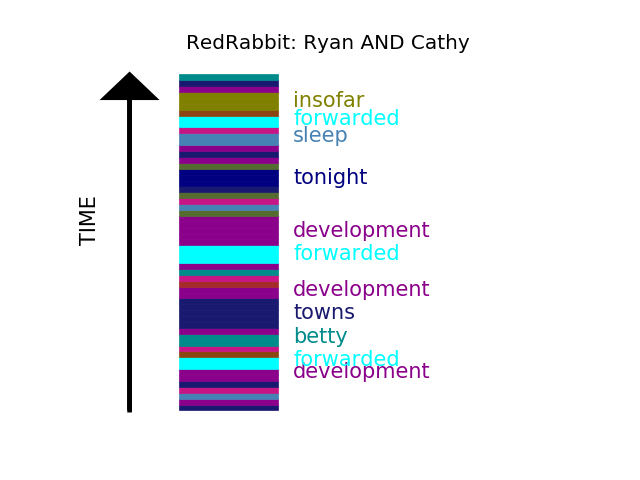 RedRabbit: Ryan AND Cathy
TIME
insofar
forwarded
sleep
tonight
development
forwarded
development
towns
betty
forwarded
development